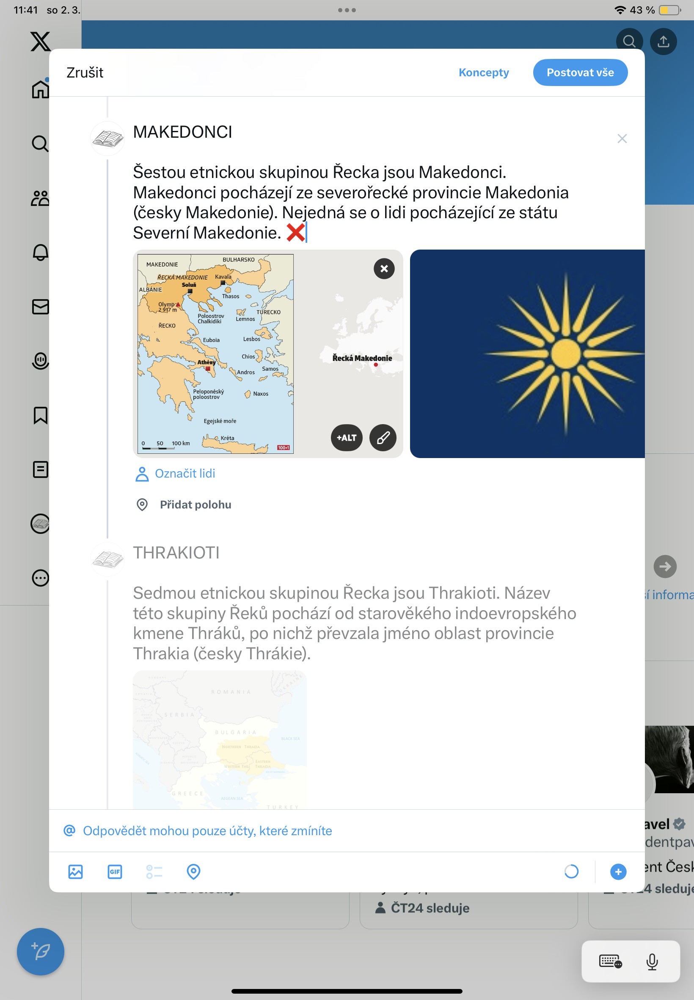 11:41 so 2. 3.
43 %
Zrušit
Koncepty
Postovat vše
MAKEDONCI
Šestou etnickou skupinou Řecka jsou Makedonci.
Makedonci pocházejí ze severořecké provincie Makedonia
(česky Makedonie). Nejedná se o lidi pocházející ze státu
Severní Makedonie. ❌
MAKEDONIE
BULHARSKO
ŘECKÁ MAKEDONIE
Kavala
Soluň
ALBÁNIE
Thasos
Olymp
2 917 m
Poloostrov
Chalkidiki
Lemnos
TURECKO
ŘECKO
Euboia
Lesbos
Chios
Athény
Andros
Samos
Peloponéský
poloostrov
Naxos
Egejské moře
Kréta
0 50 100 km
100+1
Řecká Makedonie
+ALT
Označit lidi
Přidat polohu
THRAKIOTI
Sedmou etnickou skupinou Řecka jsou Thrakioti. Název
této skupiny Řeků pochází od starověkého indoevropského
kmene Thráků, po nichž převzala jméno oblast provincie
Thrakia (česky Thrákie).
ROMANIA
UKRAINE
SERBIA
BULGARIA
BLACK SEA
NORTHERN THRACIA
EASTERN
THRACIA
WESTERN THR.
GREECE
AEGEAN SEA
TURKEY
ší informa
avel
dentpav
ent Česk
24 sleduje
@ Odpovědět mohou pouze účty, které zmíníte
GIF
ČT24 sleduje